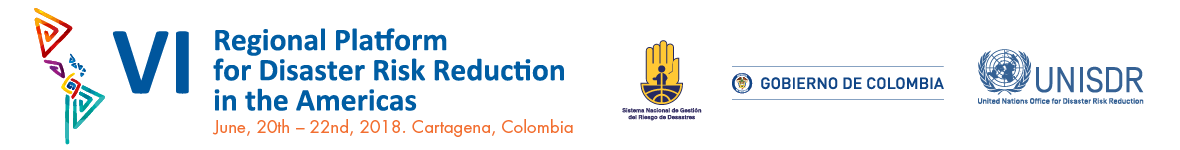 VI
Regional Platform
for Disaster Risk Reduction
in the Americas
June, 20th – 22nd, 2018. Cartagena, Colombia
Sistema Nacional de Gestión
del Riesgo de Desastres
GOBIERNO DE COLOMBIA
UNISDR
United Nations Office for Disaster Risk Reduction